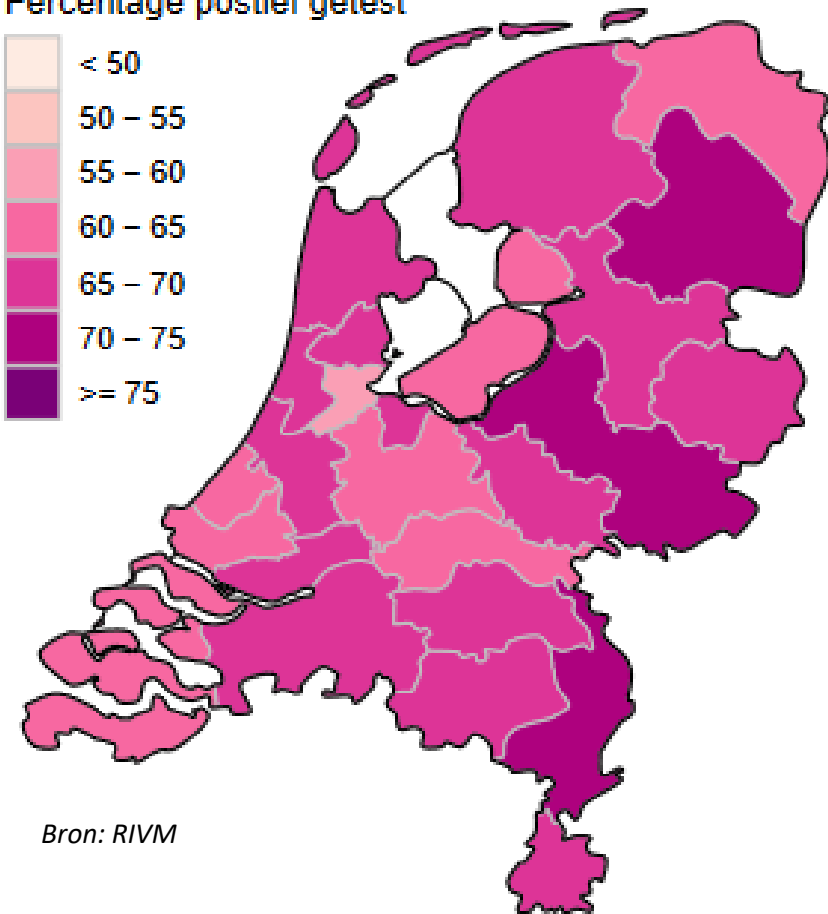 Percentage positief getest
< 50
50 – 55
55 – 60
60 – 65
65 – 70
70 – 75
>= 75
Bron: RIVM